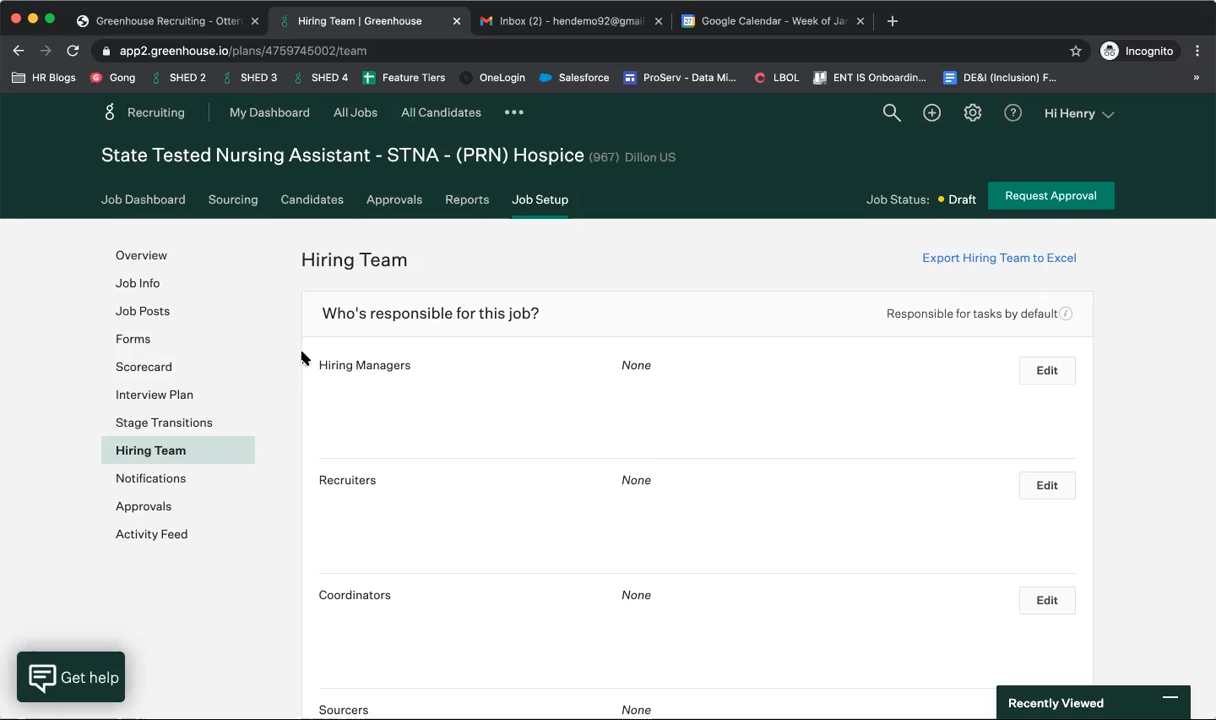 Greenhouse Recruiting - Otter
Hiring Team | Greenhouse
Inbox (2) - hendemo92@gmail
Google Calendar - Week of Jan
app2.greenhouse.io/plans/4759745002/team
Incognito
HR Blogs
Gong
SHED 2
SHED 3
SHED 4
Feature Tiers
OneLogin
Salesforce
ProServ - Data Mi...
LBOL
ENT IS Onboardin...
DE&I (Inclusion) F...
»
Recruiting
My Dashboard
All Jobs
All Candidates
•••
Hi Henry
State Tested Nursing Assistant - STNA - (PRN) Hospice (967) Dillon US
Job Dashboard
Sourcing
Candidates
Approvals
Reports
Job Setup
Job Status: Draft
Request Approval
Overview
Job Info
Job Posts
Forms
Scorecard
Interview Plan
Stage Transitions
Hiring Team
Notifications
Approvals
Activity Feed
Hiring Team
Export Hiring Team to Excel
Who's responsible for this job?
Responsible for tasks by default
Hiring Managers
None
Edit
Recruiters
None
Edit
Coordinators
None
Edit
Sourcers
None
Get help
Recently Viewed